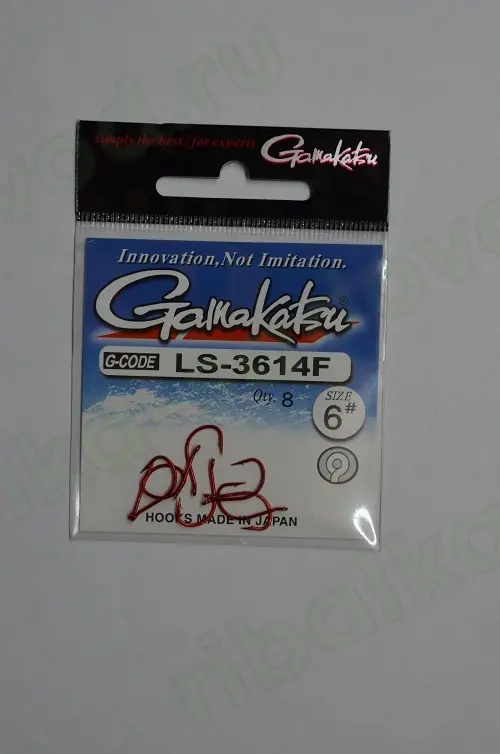 simply the best / for experts
Gamakatsu
Innovation, Not Imitation.
Gamakatsu®
G-CODE LS-3614F
Qty. 8
SIZE
6#
HOOKS MADE IN JAPAN